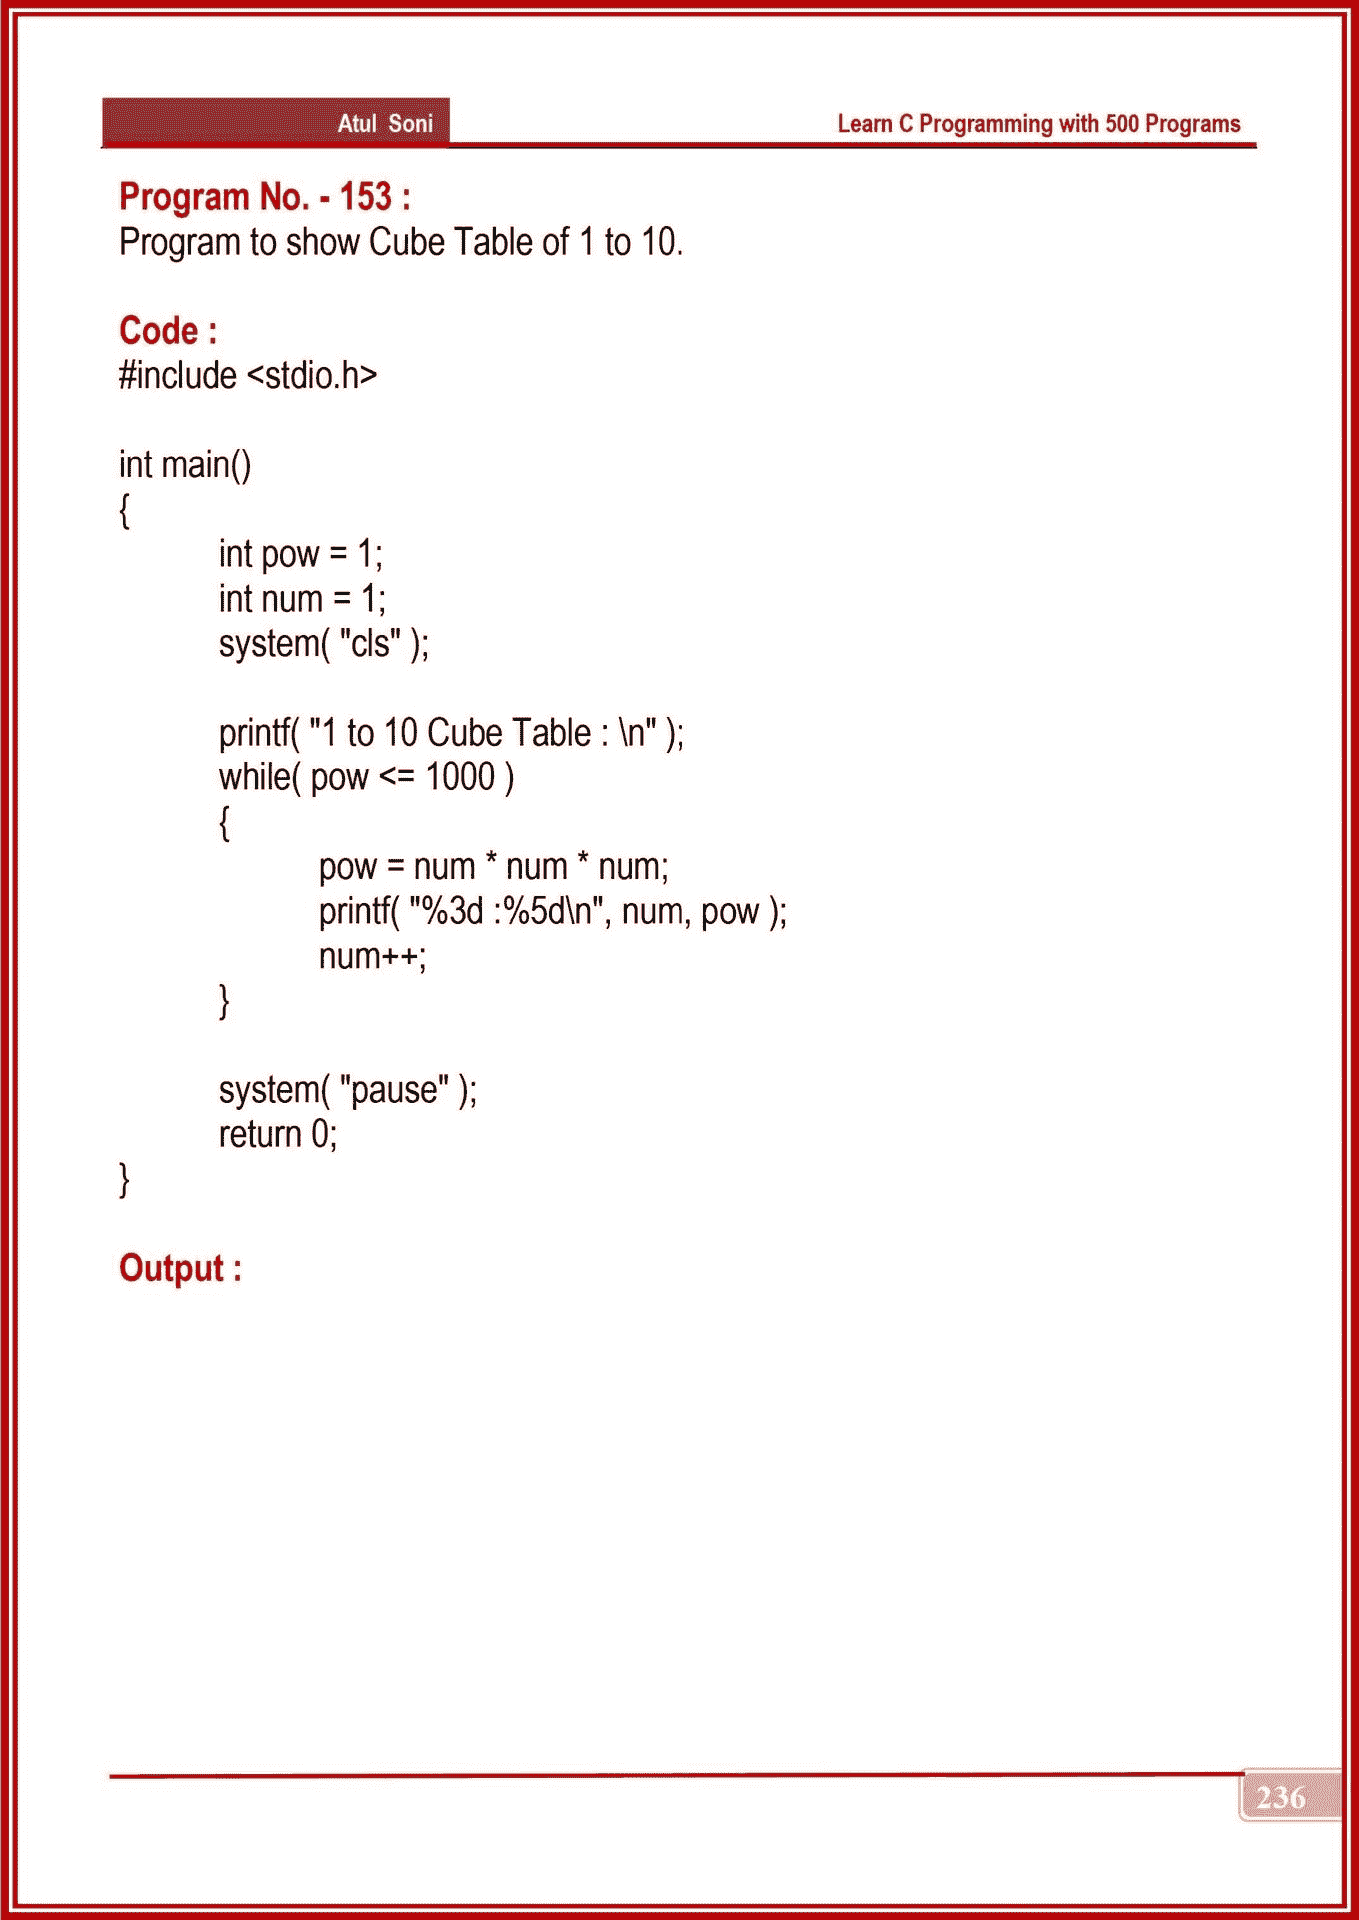 Atul Soni
Learn C Programming with 500 Programs
Program No. - 153 :
Program to show Cube Table of 1 to 10.
Code :
#include <stdio.h>
int main()
{
int pow = 1;
int num = 1;
system( "cls" );
printf( "1 to 10 Cube Table : \n" );
while( pow <= 1000 )
{
pow = num * num * num;
printf( "%3d :%5d\n", num, pow );
num++;
}
system( "pause" );
return 0;
}
Output :
236